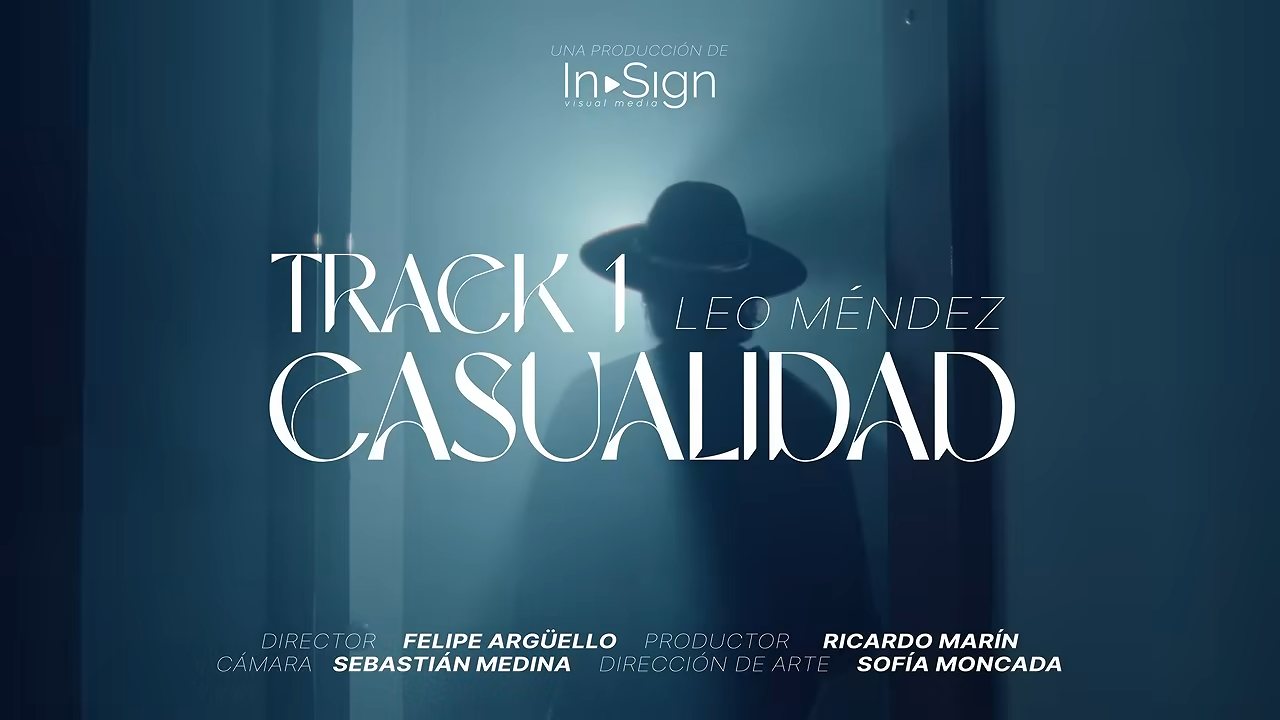 UNA PRODUCCIÓN DE
In Sign
visual media
TRACK 1 LEO MÉNDEZ
CASUALIDAD
DIRECTOR FELIPE ARGÜELLO PRODUCTOR RICARDO MARÍN
CÁMARA SEBASTIÁN MEDINA DIRECCIÓN DE ARTE SOFÍA MONCADA